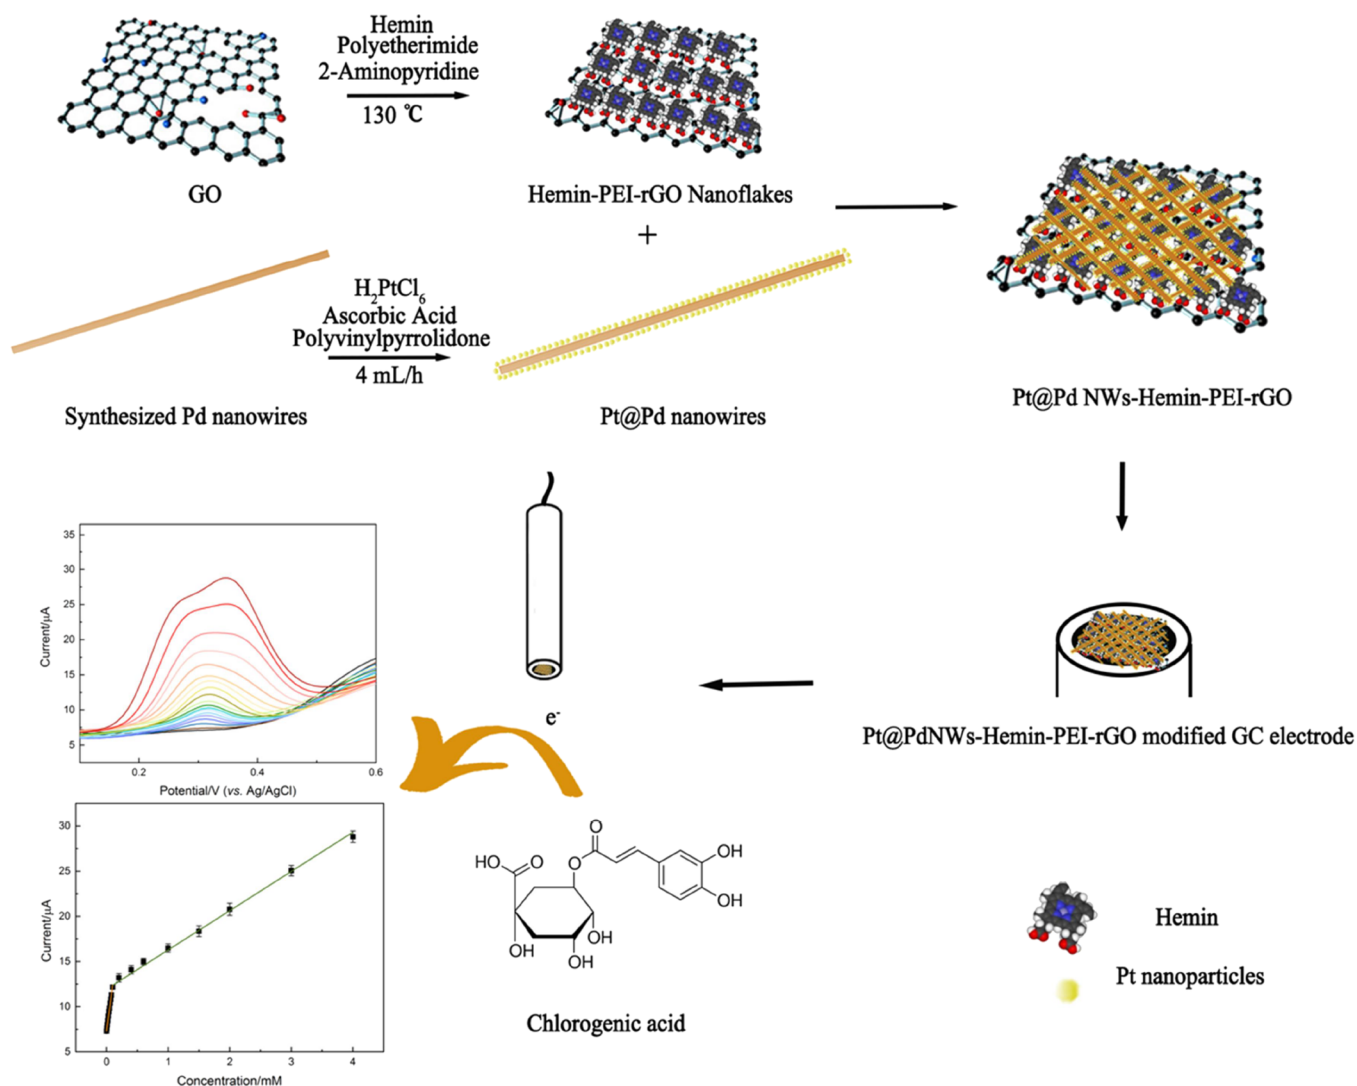 Hemin
Polyetherimide
2-Aminopyridine
130 ℃
GO
Hemin-PEI-rGO Nanoflakes
+
H2PtCl6
Ascorbic Acid
Polyvinylpyrrolidone
4 mL/h
Synthesized Pd nanowires
Pt@Pd nanowires
Pt@Pd NWs-Hemin-PEI-rGO
Pt@PdNWs-Hemin-PEI-rGO modified GC electrode
e-
35
30
25
20
15
10
5
Current/μA
0.2
0.4
0.6
Potential/V (vs. Ag/AgCl)
30
25
20
15
10
5
Current/μA
0
1
2
3
4
Concentration/mM
HO
O
O
O
OH
OH
OH
OH
OH
Chlorogenic acid
Hemin
Pt nanoparticles